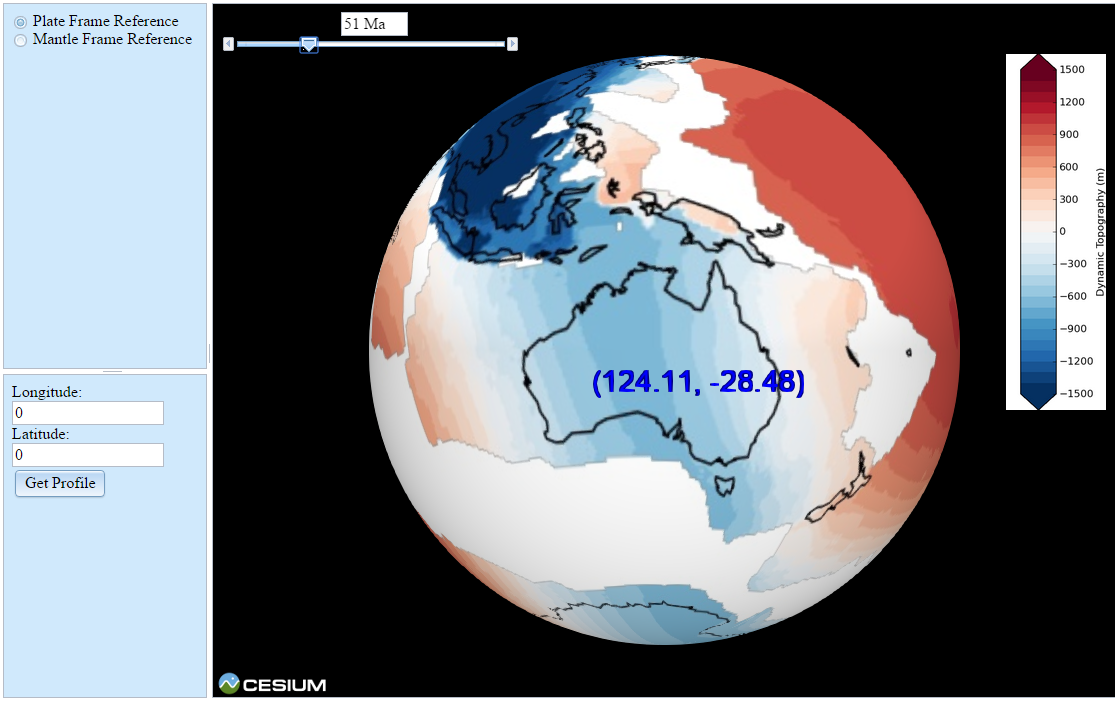 Plate Frame Reference
Mantle Frame Reference
Longitude:
0
Latitude:
0
Get Profile
51 Ma
(124.11, -28.48)
1500
1200
900
600
300
0
−300
−600
−900
−1200
−1500
Dynamic Topography (m)
CESIUM